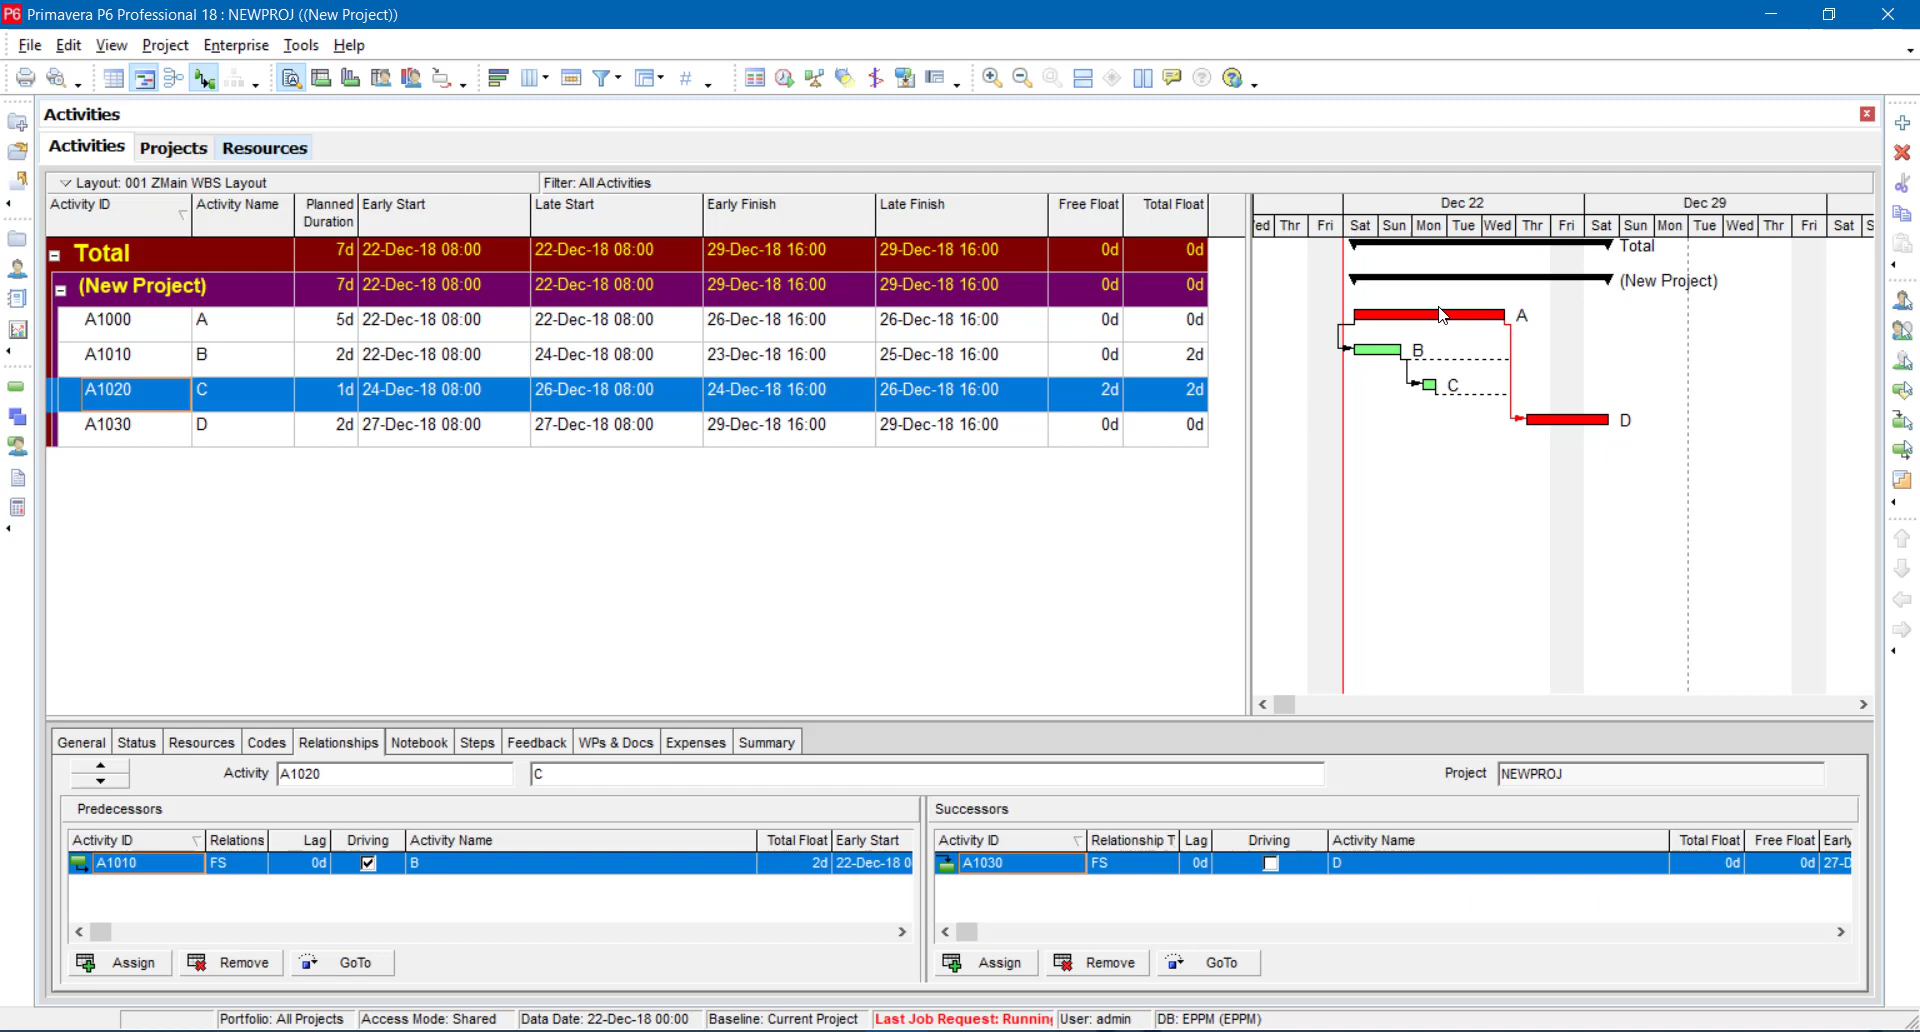 P6 Primavera P6 Professional 18 : NEWPROJ ((New Project))
File Edit View Project Enterprise Tools Help
Activities
Activities Projects Resources
Layout: 001 ZMain WBS Layout Filter: All Activities
Activity ID Activity Name Planned Duration Early Start Late Start Early Finish Late Finish Free Float Total Float
Total 7d 22-Dec-18 08:00 22-Dec-18 08:00 29-Dec-18 16:00 29-Dec-18 16:00 0d 0d
(New Project) 7d 22-Dec-18 08:00 22-Dec-18 08:00 29-Dec-18 16:00 29-Dec-18 16:00 0d 0d
A1000 A 5d 22-Dec-18 08:00 22-Dec-18 08:00 26-Dec-18 16:00 26-Dec-18 16:00 0d 0d
A1010 B 2d 22-Dec-18 08:00 24-Dec-18 08:00 23-Dec-18 16:00 25-Dec-18 16:00 0d 2d
A1020 C 1d 24-Dec-18 08:00 26-Dec-18 08:00 24-Dec-18 16:00 26-Dec-18 16:00 2d 2d
A1030 D 2d 27-Dec-18 08:00 27-Dec-18 08:00 29-Dec-18 16:00 29-Dec-18 16:00 0d 0d
Dec 22 Dec 29
ed Thr Fri Sat Sun Mon Tue Wed Thr Fri Sat Sun Mon Tue Wed Thr Fri Sat S
Total
(New Project)
A
B
C
D
General Status Resources Codes Relationships Notebook Steps Feedback WPs & Docs Expenses Summary
Activity A1020 C Project NEWPROJ
Predecessors
Activity ID Relations Lag Driving Activity Name Total Float Early Start
A1010 FS 0d B 2d 22-Dec-18 0
Assign Remove GoTo
Successors
Activity ID Relationship T Lag Driving Activity Name Total Float Free Float Early
A1030 FS 0d D 0d 0d 27-D
Assign Remove GoTo
Portfolio: All Projects Access Mode: Shared Data Date: 22-Dec-18 00:00 Baseline: Current Project Last Job Request: Running User: admin DB: EPPM (EPPM)